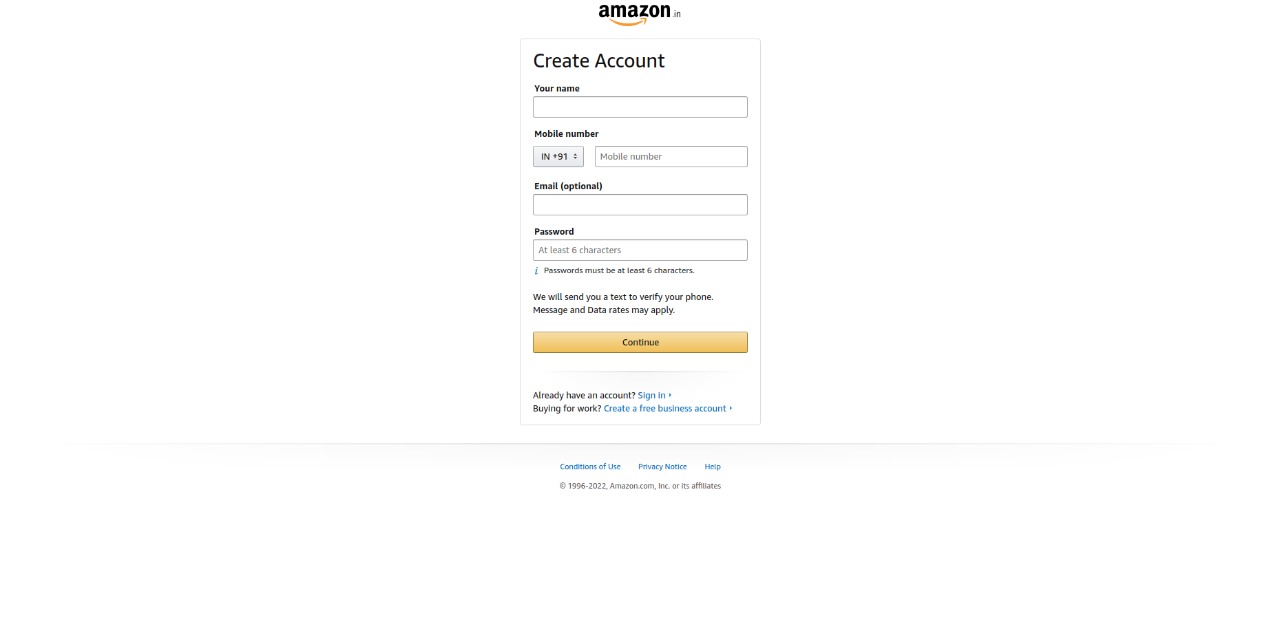 amazon.in
Create Account
Your name
Mobile number
IN +91
Mobile number
Email (optional)
Password
At least 6 characters
i Passwords must be at least 6 characters.
We will send you a text to verify your phone.
Message and Data rates may apply.
Continue
Already have an account? Sign in
Buying for work? Create a free business account
Conditions of Use Privacy Notice Help
© 1996-2022, Amazon.com, Inc. or its affiliates